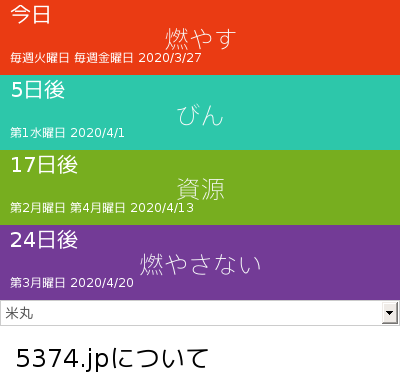 今日
燃やす
毎週火曜日 毎週金曜日 2020/3/27
5日後
びん
第1水曜日 2020/4/1
17日後
資源
第2月曜日 第4月曜日 2020/4/13
24日後
燃やさない
第3月曜日 2020/4/20
米丸
5374.jpについて